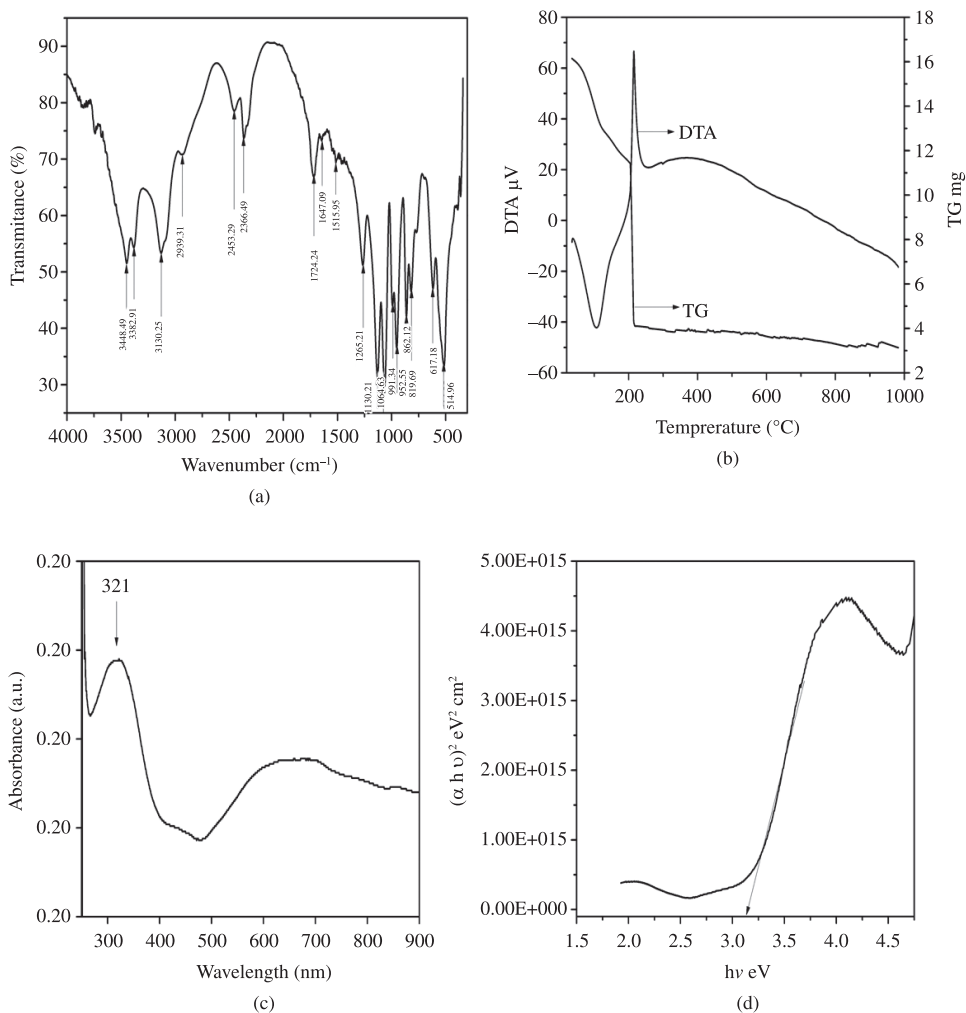 90
80
70
60
50
40
30
Transmitance (%)
3448.49
3382.91
3130.25
2939.31
2453.29
2366.49
1724.24
1647.09
1515.95
1265.21
1130.21
1064.63
991.34
952.55
862.12
819.69
617.18
514.96
4000 3500 3000 2500 2000 1500 1000 500
Wavenumber (cm⁻¹)
(a)
80
60
40
20
0
−20
−40
−60
DTA µV
DTA
TG
18
16
14
12
10
8
6
4
2
TG mg
200 400 600 800 1000
Temprerature (°C)
(b)
0.20
0.20
0.20
0.20
0.20
Absorbance (a.u.)
321
300 400 500 600 700 800 900
Wavelength (nm)
(c)
5.00E+015
4.00E+015
3.00E+015
2.00E+015
1.00E+015
0.00E+000
(α h υ)² eV² cm²
1.5 2.0 2.5 3.0 3.5 4.0 4.5
hν eV
(d)